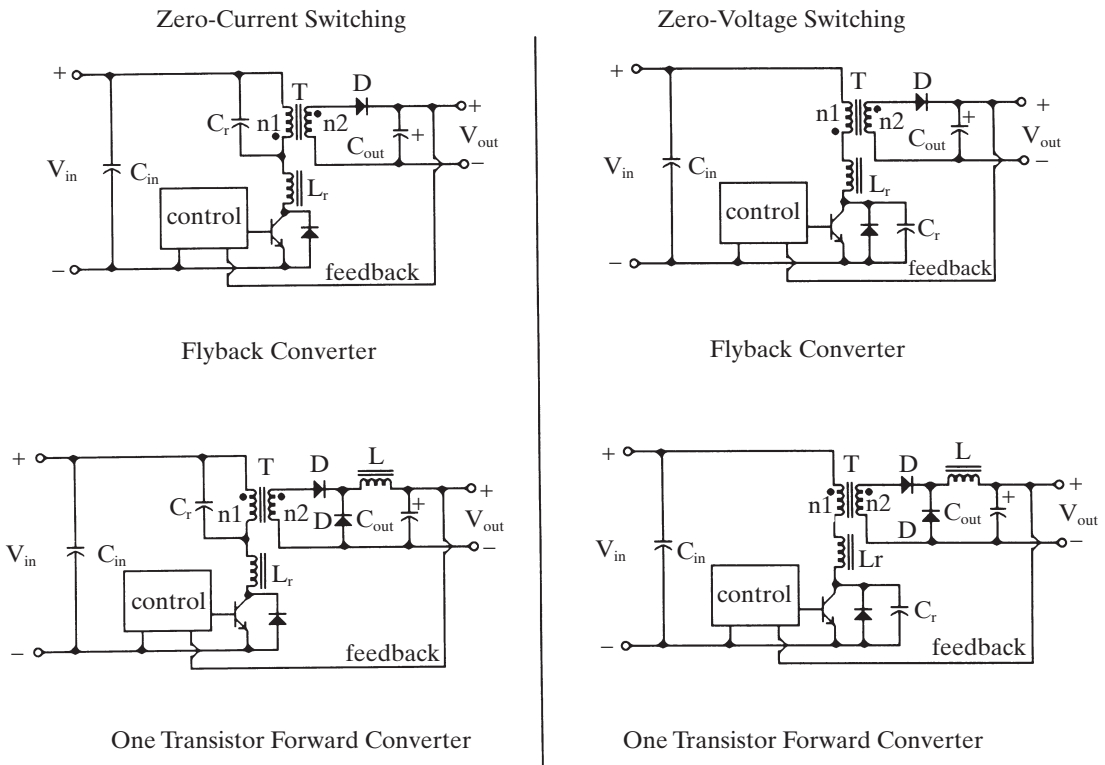 Zero-Current Switching
+
T
D
+
C_r
n1
n2
C_out
+
V_out
−
V_in
C_in
L_r
control
−
feedback
Flyback Converter
Zero-Voltage Switching
+
T
D
+
n1
n2
C_out
+
V_out
−
V_in
C_in
L_r
control
C_r
−
feedback
Flyback Converter
+
T
D
L
+
C_r
n1
n2
D
C_out
+
V_out
−
V_in
C_in
L_r
control
−
feedback
One Transistor Forward Converter
+
T
D
L
+
n1
n2
D
C_out
+
V_out
−
V_in
C_in
Lr
control
C_r
−
feedback
One Transistor Forward Converter